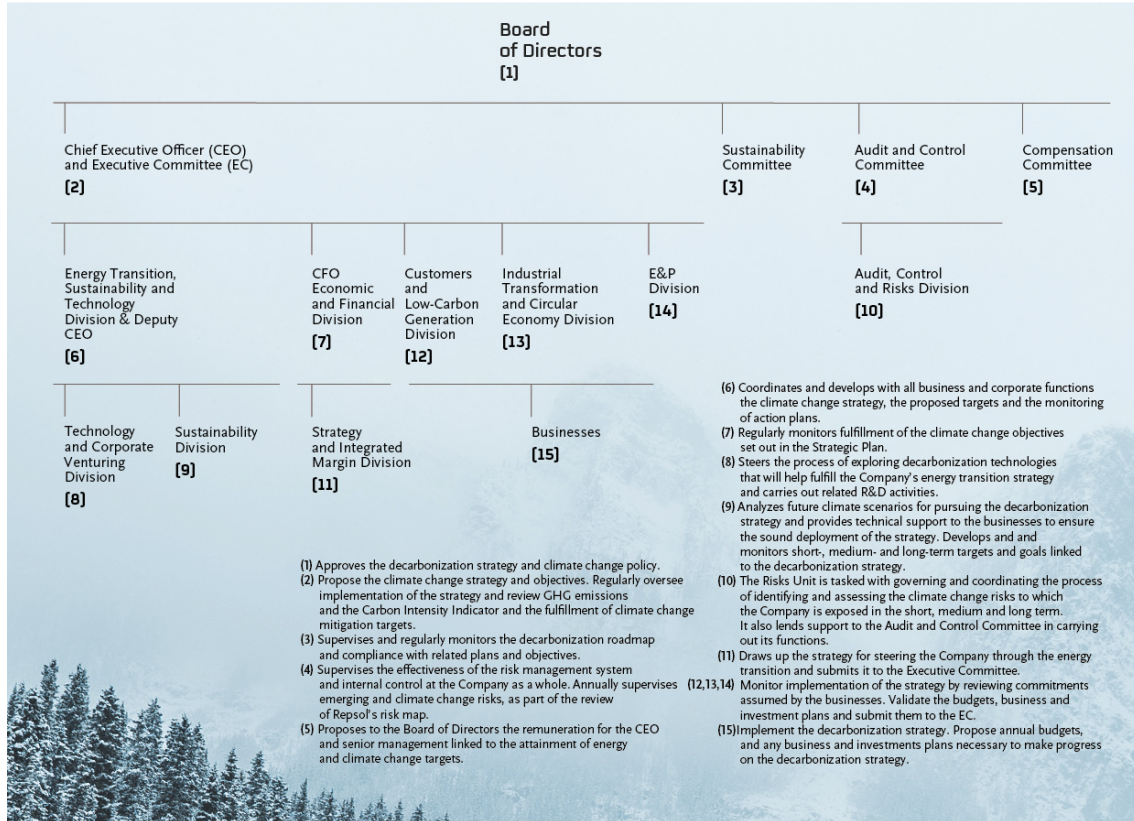 Board
of Directors
(1)
Chief Executive Officer (CEO)
and Executive Committee (EC)
(2)
Sustainability
Committee
(3)
Audit and Control
Committee
(4)
Compensation
Committee
(5)
Energy Transition,
Sustainability and
Technology
Division & Deputy
CEO
(6)
CFO
Economic
and Financial
Division
(7)
Customers
and
Low-Carbon
Generation
Division
(12)
Industrial
Transformation
and Circular
Economy Division
(13)
E&P
Division
(14)
Audit, Control
and Risks Division
(10)
Technology
and Corporate
Venturing
Division
(8)
Sustainability
Division
(9)
Strategy
and Integrated
Margin Division
(11)
Businesses
(15)
(1) Approves the decarbonization strategy and climate change policy.
(2) Propose the climate change strategy and objectives. Regularly oversee
implementation of the strategy and review GHG emissions
and the Carbon Intensity Indicator and the fulfillment of climate change
mitigation targets.
(3) Supervises and regularly monitors the decarbonization roadmap
and compliance with related plans and objectives.
(4) Supervises the effectiveness of the risk management system
and internal control at the Company as a whole. Annually supervises
emerging and climate change risks, as part of the review
of Repsol's risk map.
(5) Proposes to the Board of Directors the remuneration for the CEO
and senior management linked to the attainment of energy
and climate change targets.
(6) Coordinates and develops with all business and corporate functions
the climate change strategy, the proposed targets and the monitoring
of action plans.
(7) Regularly monitors fulfillment of the climate change objectives
set out in the Strategic Plan.
(8) Steers the process of exploring decarbonization technologies
that will help fulfill the Company's energy transition strategy
and carries out related R&D activities.
(9) Analyzes future climate scenarios for pursuing the decarbonization
strategy and provides technical support to the businesses to ensure
the sound deployment of the strategy. Develops and and
monitors short-, medium- and long-term targets and goals linked
to the decarbonization strategy.
(10) The Risks Unit is tasked with governing and coordinating the process
of identifying and assessing the climate change risks to which
the Company is exposed in the short, medium and long term.
It also lends support to the Audit and Control Committee in carrying
out its functions.
(11) Draws up the strategy for steering the Company through the energy
transition and submits it to the Executive Committee.
(12,13,14) Monitor implementation of the strategy by reviewing commitments
assumed by the businesses. Validate the budgets, business and
investment plans and submit them to the EC.
(15)Implement the decarbonization strategy. Propose annual budgets,
and any business and investments plans necessary to make progress
on the decarbonization strategy.